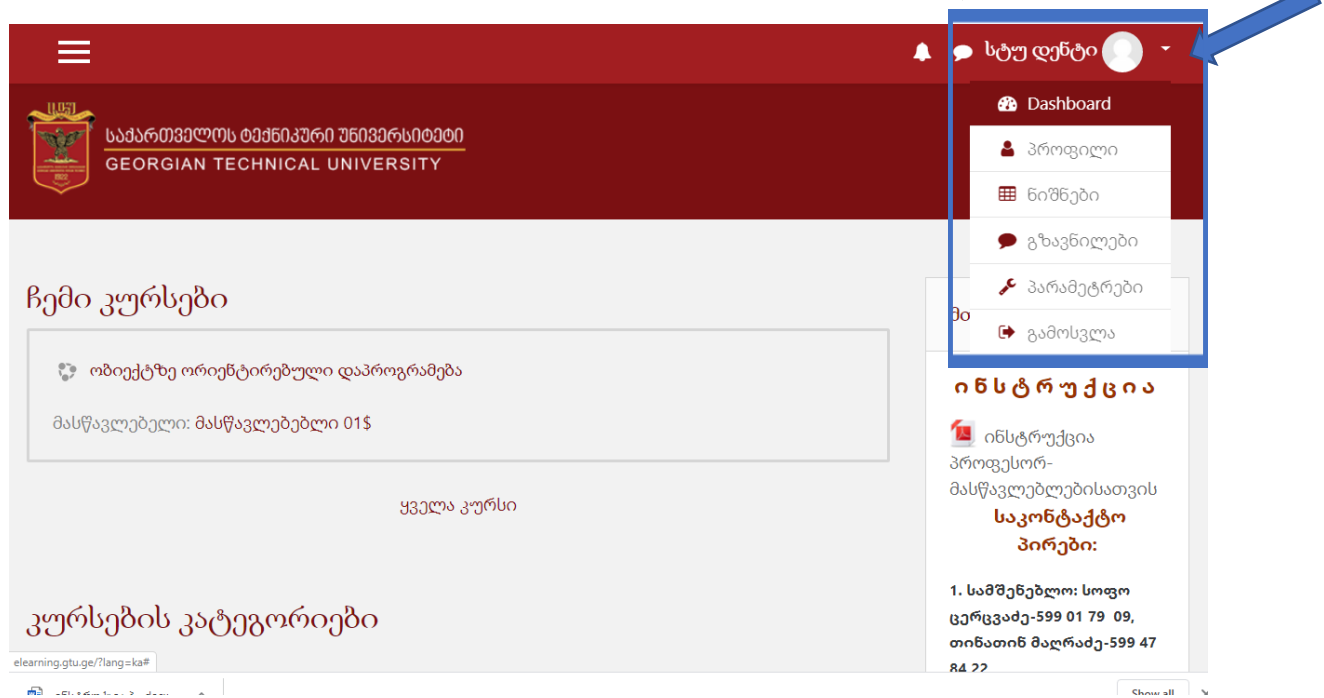 სტუ დენტი
Dashboard
პროფილი
ნიშნები
გზავნილები
პარამეტრები
გამოსვლა
საქართველოს ტექნიკური უნივერსიტეტი
GEORGIAN TECHNICAL UNIVERSITY
1922
ჩემი კურსები
ობიექტზე ორიენტირებული დაპროგრამება
მასწავლებელი: მასწავლებებლი 01$
ყველა კურსი
კურსების კატეგორიები
ი ნ ს ტ რ უ ქ ც ი ა
ინსტრუქცია
პროფესორ-
მასწავლებლებისათვის
საკონტაქტო
პირები:
1. სამშენებლო: სოფო
ცერცვაძე-599 01 79 09,
თინათინ მაღრაძე-599 47
84 22
elearning.gtu.ge/?lang=ka#
Show all